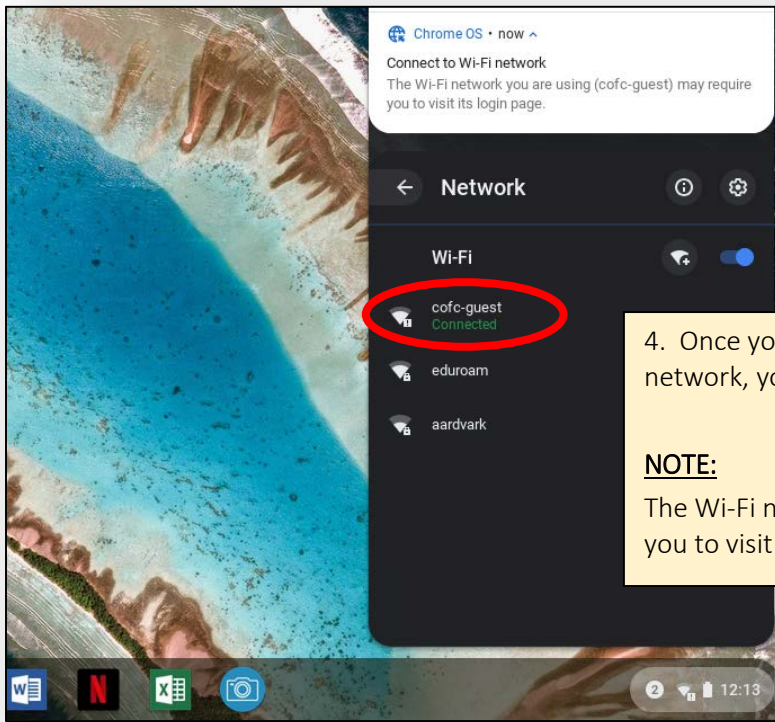 Chrome OS • now
Connect to Wi-Fi network
The Wi-Fi network you are using (cofc-guest) may require
you to visit its login page.
Network
Wi-Fi
cofc-guest
Connected
eduroam
aardvark
4. Once yo
network, yo
NOTE:
The Wi-Fi n
you to visit
W
N
X
2
12:13